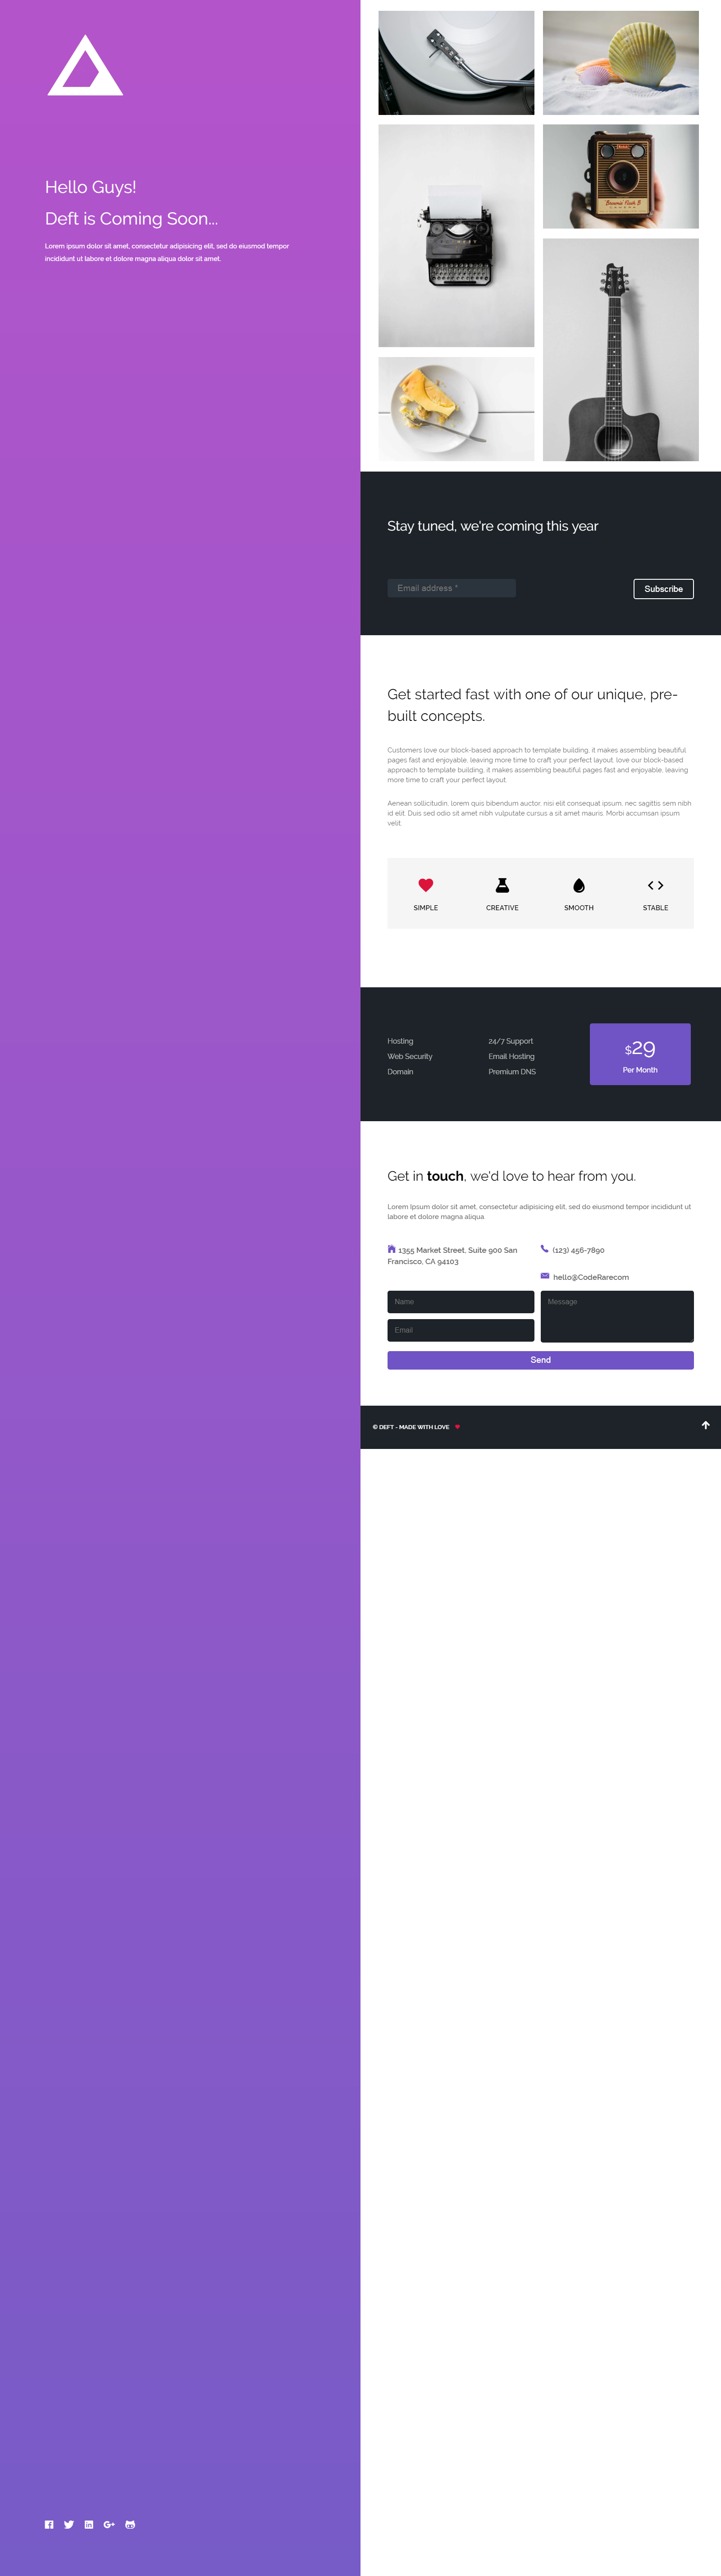 Hello Guys!
Deft is Coming Soon...
Lorem ipsum dolor sit amet, consectetur adipisicing elit, sed do eiusmod tempor
incididunt ut labore et dolore magna aliqua dolor sit amet.
Stay tuned, we're coming this year
Email address *
Subscribe
Get started fast with one of our unique, pre-
built concepts.
Customers love our block-based approach to template building, it makes assembling beautiful
pages fast and enjoyable, leaving more time to craft your perfect layout. love our block-based
approach to template building, it makes assembling beautiful pages fast and enjoyable, leaving
more time to craft your perfect layout.
Aenean sollicitudin, lorem quis bibendum auctor, nisi elit consequat ipsum, nec sagittis sem nibh
id elit. Duis sed odio sit amet nibh vulputate cursus a sit amet mauris. Morbi accumsan ipsum
velit.
SIMPLE
CREATIVE
SMOOTH
STABLE
Hosting
Web Security
Domain
24/7 Support
Email Hosting
Premium DNS
$29
Per Month
Get in touch, we'd love to hear from you.
Lorem Ipsum dolor sit amet, consectetur adipisicing elit, sed do eiusmond tempor incididunt ut
labore et dolore magna aliqua.
1355 Market Street, Suite 900 San
Francisco, CA 94103
(123) 456-7890
hello@CodeRarecom
Name
Email
Message
Send
© DEFT - MADE WITH LOVE